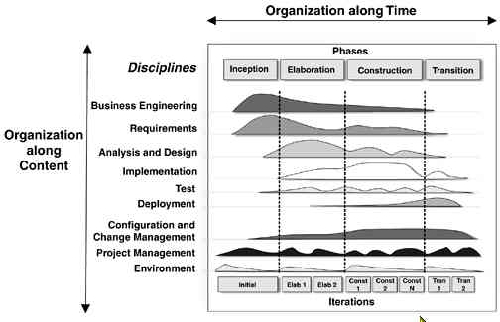 Organization along Time
Phases
Disciplines
Inception
Elaboration
Construction
Transition
Business Engineering
Requirements
Analysis and Design
Implementation
Test
Deployment
Configuration and
Change Management
Project Management
Environment
Organization
along
Content
Initial
Elab 1
Elab 2
Const
1
Const
2
Const
N
Tran
1
Tran
2
Iterations